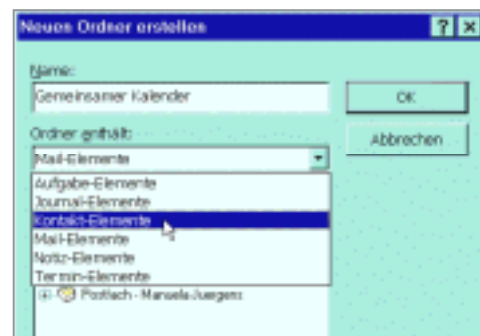 Neuen Ordner erstellen
Name:
Gemeinsamer Kalender
OK
Ordner enthält:
Abbrechen
Mail-Elemente
Aufgabe-Elemente
Journal-Elemente
Kontakt-Elemente
Mail-Elemente
Notiz-Elemente
Termin-Elemente
Postfach - Manuela Juergens